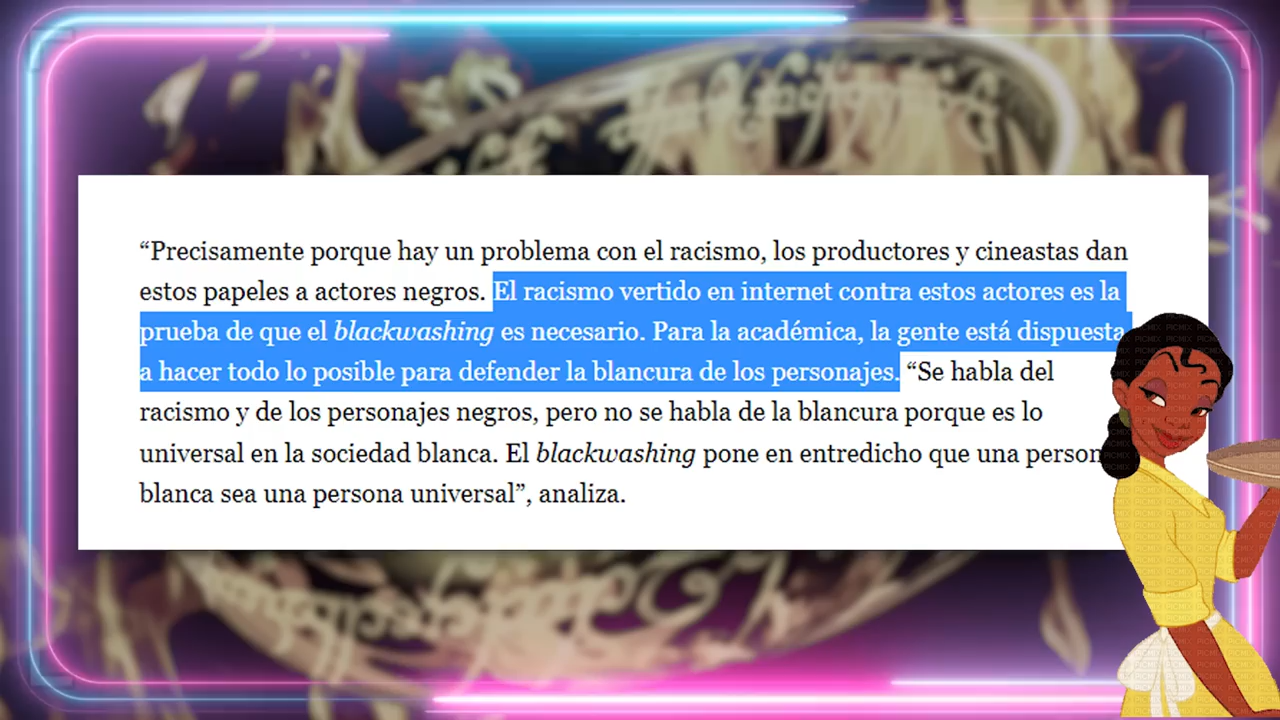 “Precisamente porque hay un problema con el racismo, los productores y cineastas dan
estos papeles a actores negros. El racismo vertido en internet contra estos actores es la
prueba de que el blackwashing es necesario. Para la académica, la gente está dispuesta
a hacer todo lo posible para defender la blancura de los personajes. “Se habla del
racismo y de los personajes negros, pero no se habla de la blancura porque es lo
universal en la sociedad blanca. El blackwashing pone en entredicho que una person
blanca sea una persona universal”, analiza.